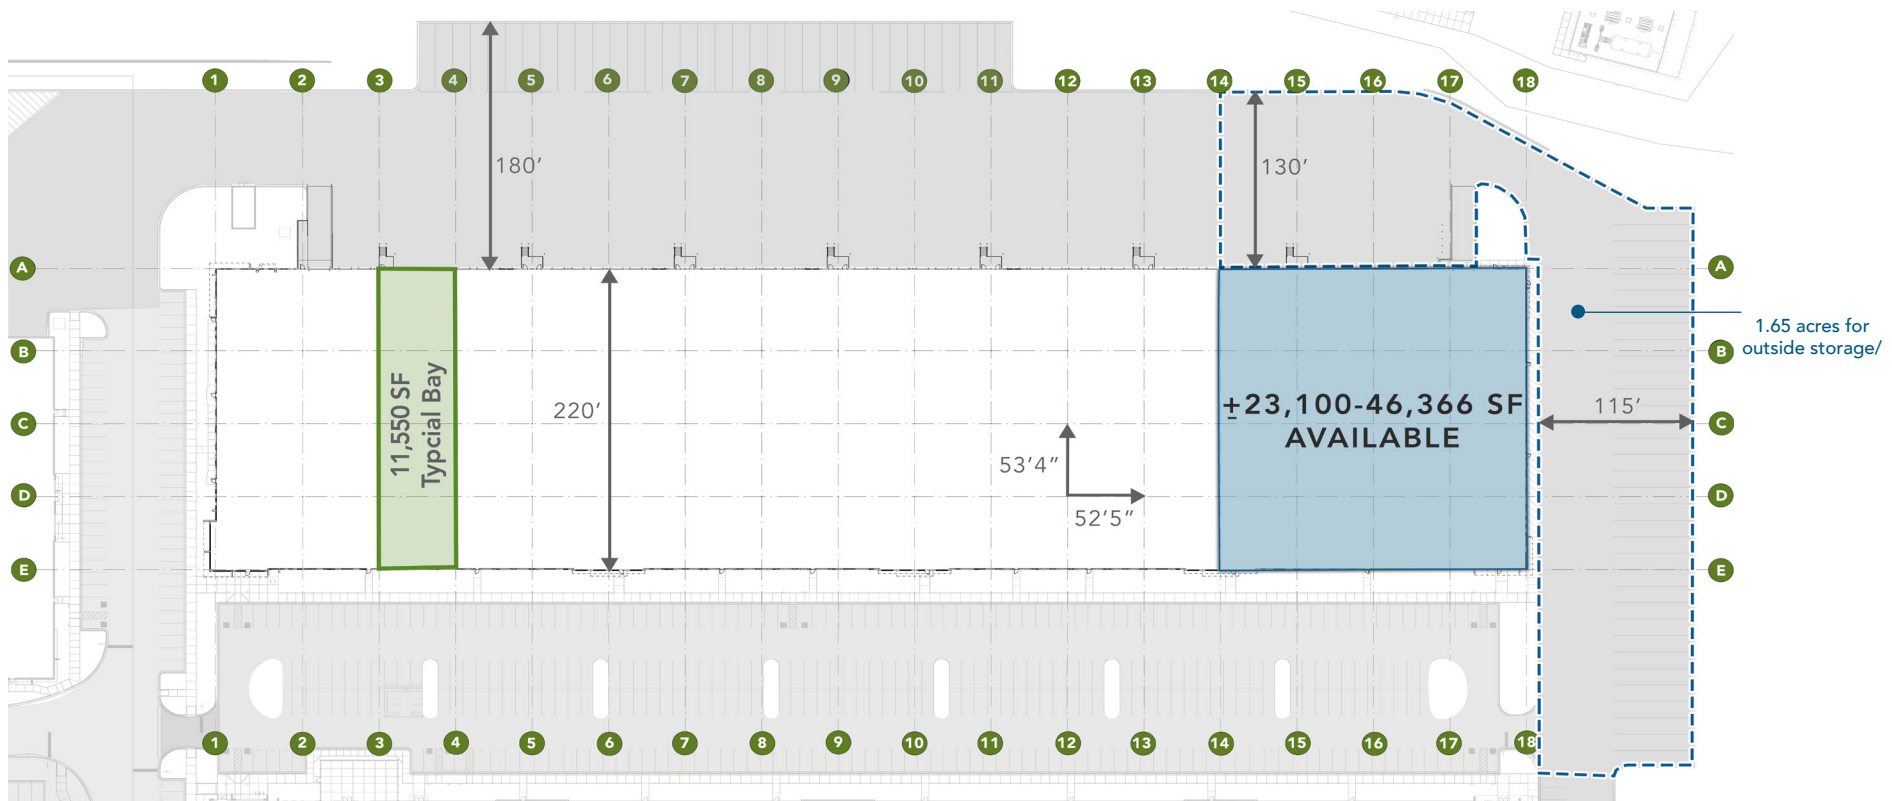 1 2 3 4 5 6 7 8 9 10 11 12 13 14 15 16 17 18
180′
130′
A A
1.65 acres for
outside storage/
B B
11,550 SF
Typcial Bay
220′
±23,100-46,366 SF
AVAILABLE
115′
C C
53′4″
52′5″
D D
E E
1 2 3 4 5 6 7 8 9 10 11 12 13 14 15 16 17 18